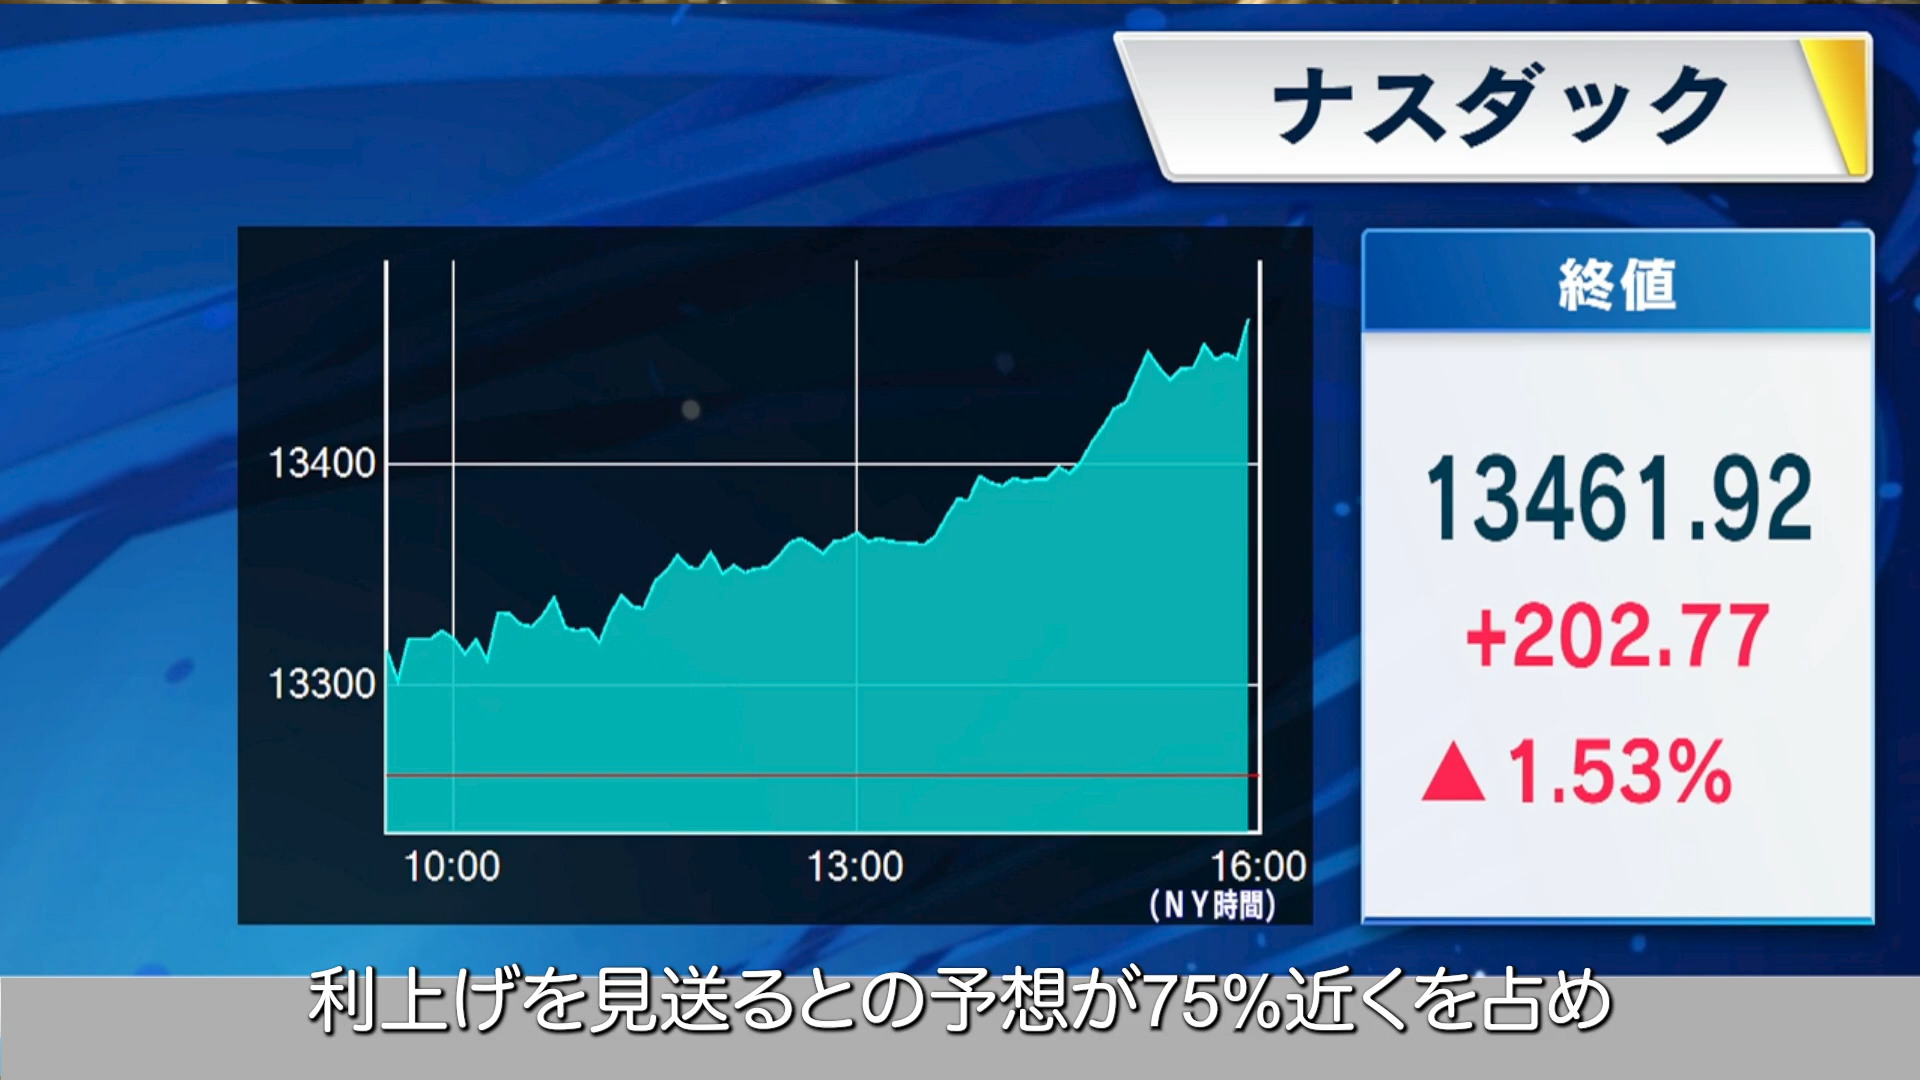 ナスダック
終値
13461.92
+202.77
▲1.53%
13400
13300
10:00 13:00 16:00
(NY時間)
利上げを見送るとの予想が75%近くを占め